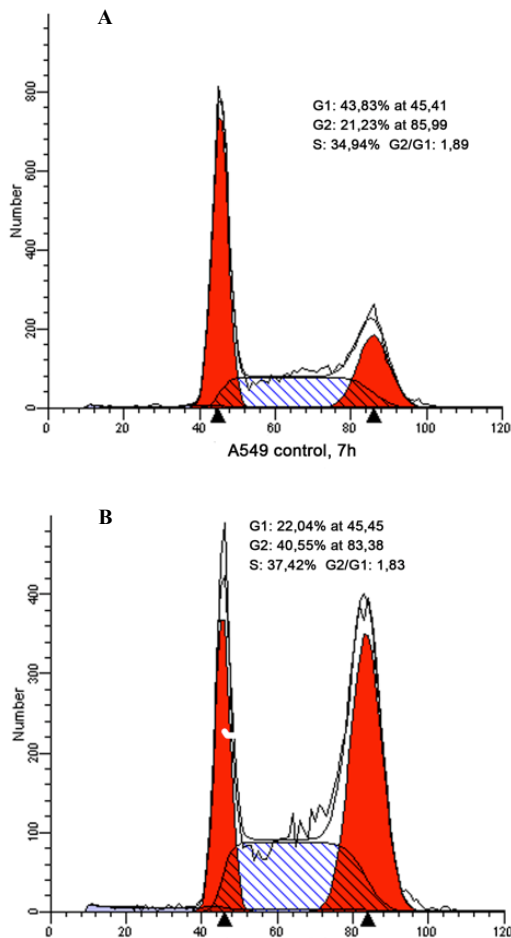 A
G1: 43,83% at 45,41
G2: 21,23% at 85,99
S: 34,94% G2/G1: 1,89
800
600
400
200
0
Number
0 20 40 60 80 100 120
A549 control, 7h
B
G1: 22,04% at 45,45
G2: 40,55% at 83,38
S: 37,42% G2/G1: 1,83
400
300
200
100
0
Number
0 20 40 60 80 100 120